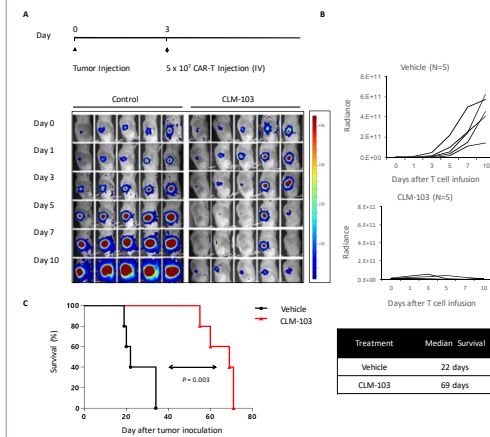 A
Day
0
3
Tumor Injection
5 x 10⁷ CAR-T Injection (IV)
Control
CLM-103
Day 0
Day 1
Day 3
Day 5
Day 7
Day 10
B
Vehicle (N=5)
Radiance
8.E+11
6.E+11
4.E+11
2.E+11
0.E+00
0 1 3 5 7 10
Days after T cell infusion
CLM-103 (N=5)
Radiance
8.E+11
6.E+11
4.E+11
2.E+11
0.E+00
0 1 3 5 7 10
Days after T cell infusion
C
Survival (%)
100
80
60
40
20
0
0 20 40 60 80
Day after tumor inoculation
Vehicle
CLM-103
P = 0.003
Treatment Median Survival
Vehicle 22 days
CLM-103 69 days